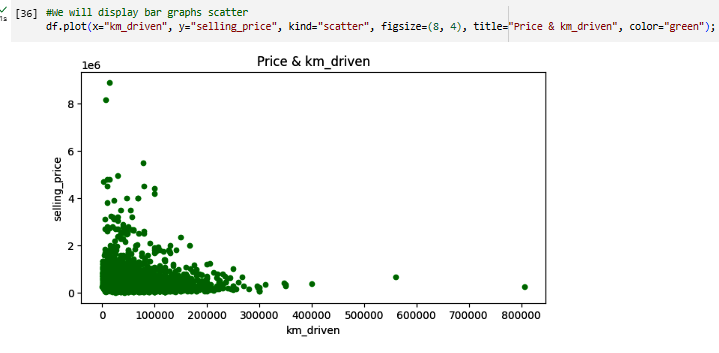 [36] #We will display bar graphs scatter
1s df.plot(x="km_driven", y="selling_price", kind="scatter", figsize=(8, 4), title="Price & km_driven", color="green");
Price & km_driven
1e6
8
6
4
2
0
selling_price
0 100000 200000 300000 400000 500000 600000 700000 800000
km_driven